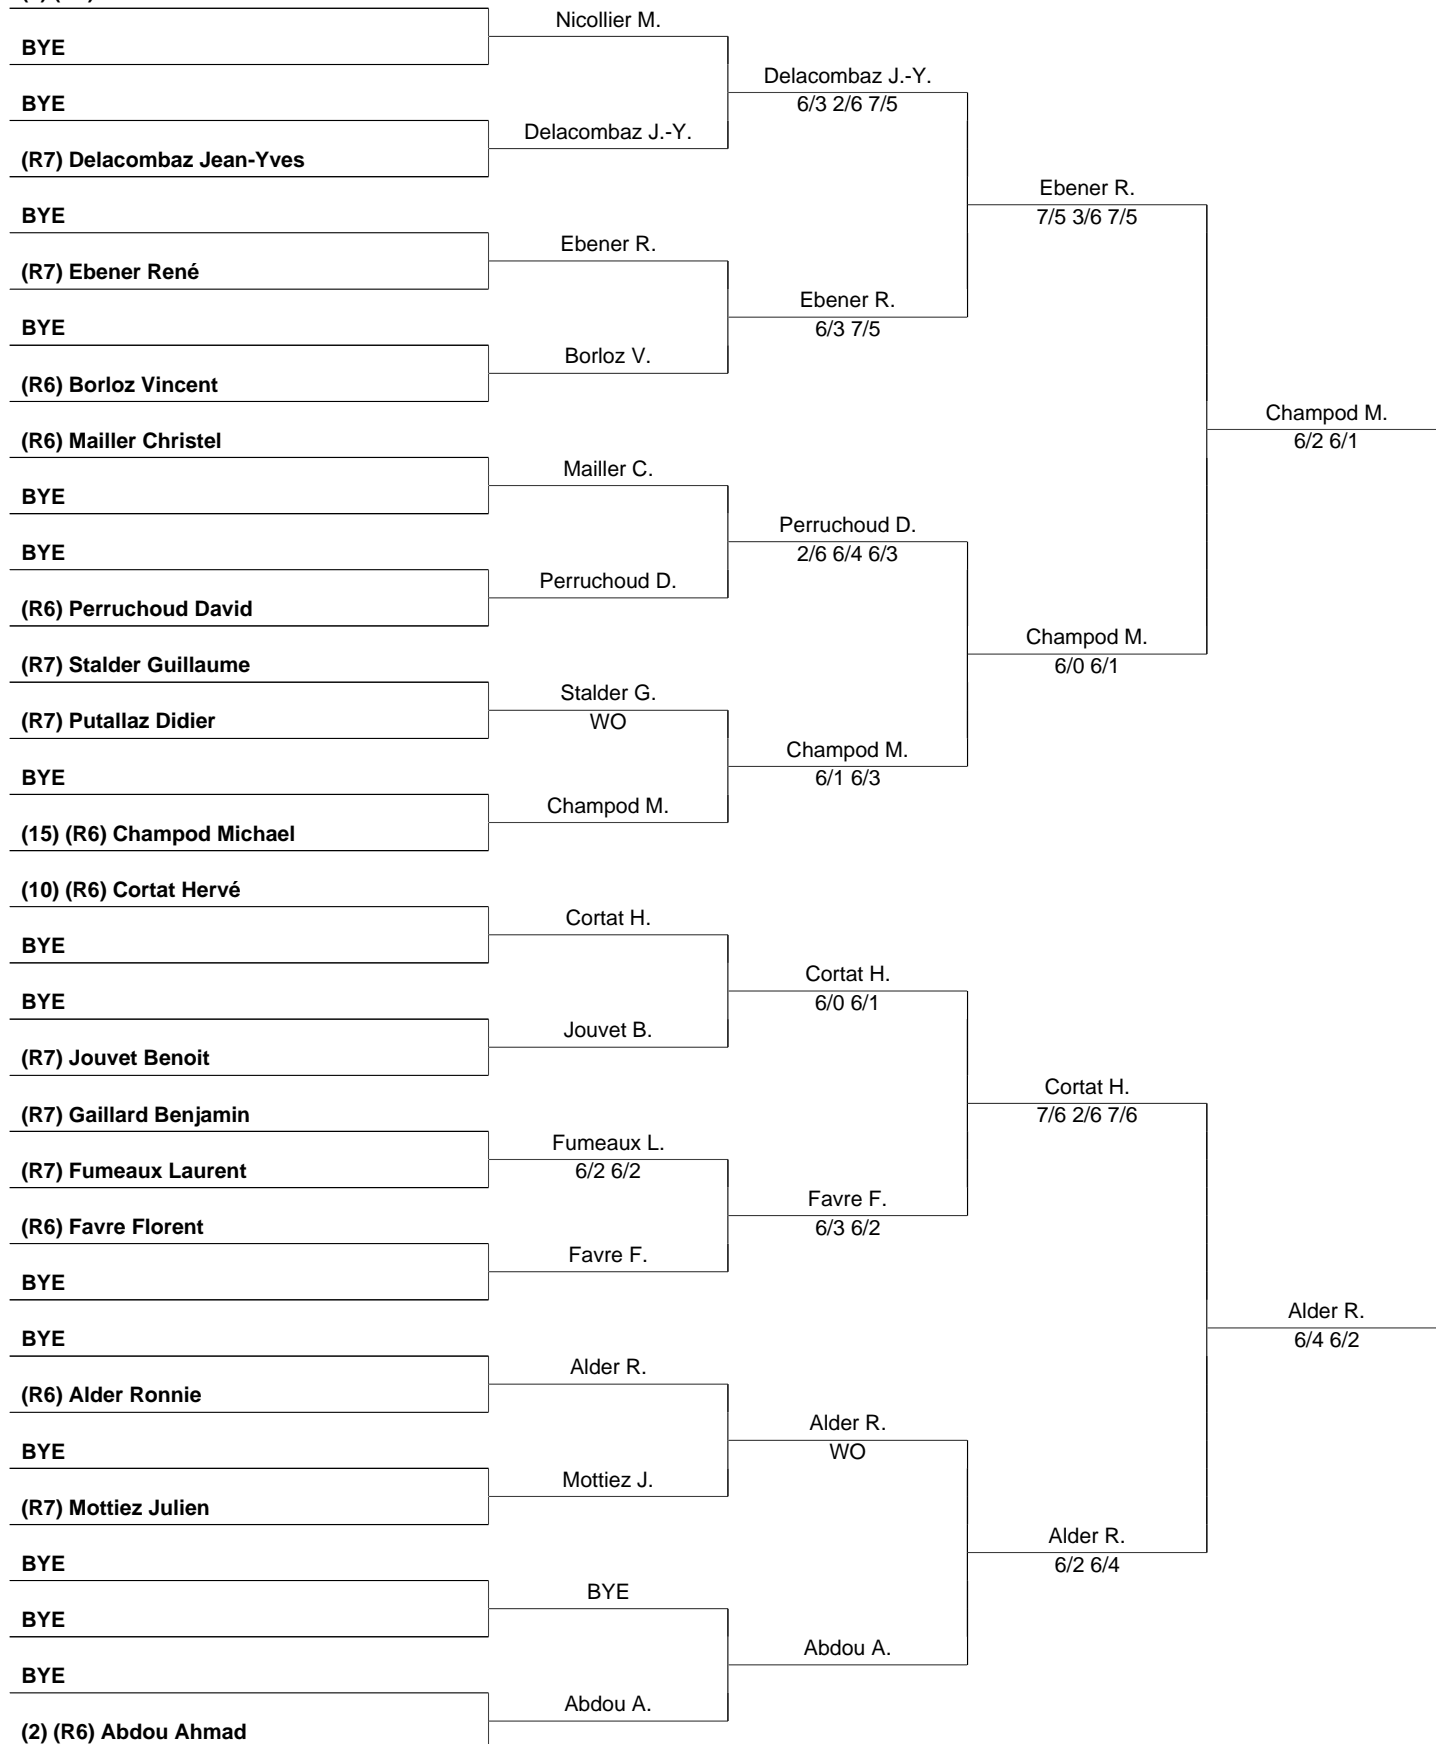 BYE
BYE
(R7) Delacombaz Jean-Yves
BYE
(R7) Ebener René
BYE
(R6) Borloz Vincent
(R6) Mailler Christel
BYE
BYE
(R6) Perruchoud David
(R7) Stalder Guillaume
(R7) Putallaz Didier
BYE
(15) (R6) Champod Michael
(10) (R6) Cortat Hervé
BYE
BYE
(R7) Jouvet Benoit
(R7) Gaillard Benjamin
(R7) Fumeaux Laurent
(R6) Favre Florent
BYE
BYE
(R6) Alder Ronnie
BYE
(R7) Mottiez Julien
BYE
BYE
BYE
(2) (R6) Abdou Ahmad
Nicollier M.
Delacombaz J.-Y.
Ebener R.
Borloz V.
Mailler C.
Perruchoud D.
Stalder G.
WO
Champod M.
Cortat H.
Jouvet B.
Fumeaux L.
6/2 6/2
Favre F.
Alder R.
Mottiez J.
BYE
Abdou A.
Delacombaz J.-Y.
6/3 2/6 7/5
Ebener R.
6/3 7/5
Perruchoud D.
2/6 6/4 6/3
Champod M.
6/1 6/3
Cortat H.
6/0 6/1
Favre F.
6/3 6/2
Alder R.
WO
Abdou A.
Ebener R.
7/5 3/6 7/5
Champod M.
6/0 6/1
Cortat H.
7/6 2/6 7/6
Alder R.
6/2 6/4
Champod M.
6/2 6/1
Alder R.
6/4 6/2